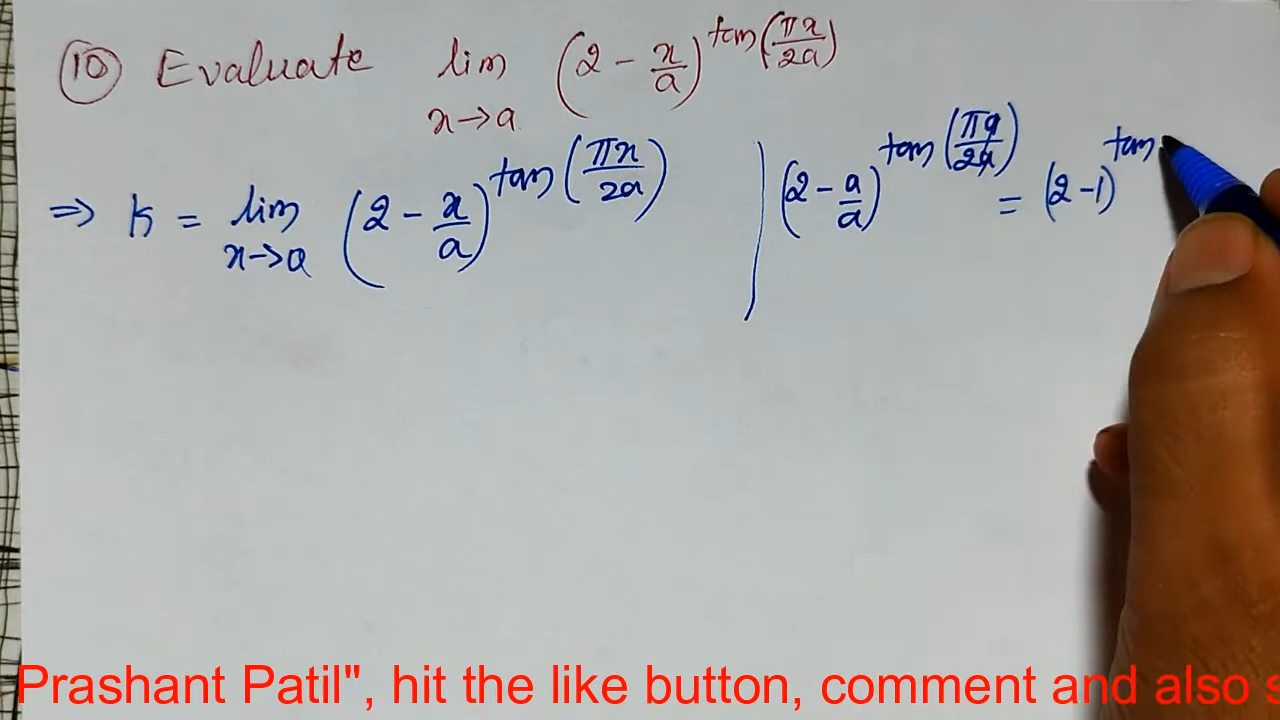 (10) Evaluate lim x→a (2 - x/a)^tan(πx/2a)
⇒ K = lim x→a (2 - x/a)^tan(πx/2a) | (2 - a/a)^tan(πa/2a) = (2-1)^tan
Prashant Patil", hit the like button, comment and also s